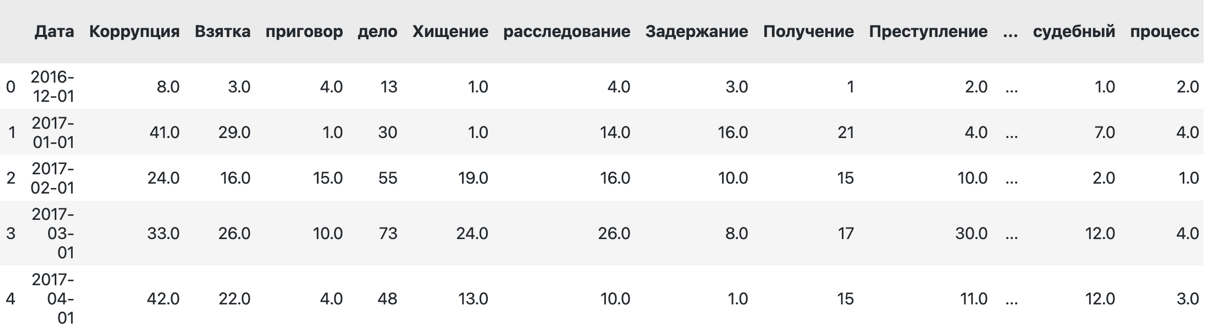 Дата Коррупция Взятка приговор дело Хищение расследование Задержание Получение Преступление ... судебный процесс
0 2016-12-01 8.0 3.0 4.0 13 1.0 4.0 3.0 1 2.0 ... 1.0 2.0
1 2017-01-01 41.0 29.0 1.0 30 1.0 14.0 16.0 21 4.0 ... 7.0 4.0
2 2017-02-01 24.0 16.0 15.0 55 19.0 16.0 10.0 15 10.0 ... 2.0 1.0
3 2017-03-01 33.0 26.0 10.0 73 24.0 26.0 8.0 17 30.0 ... 12.0 4.0
4 2017-04-01 42.0 22.0 4.0 48 13.0 10.0 1.0 15 11.0 ... 12.0 3.0